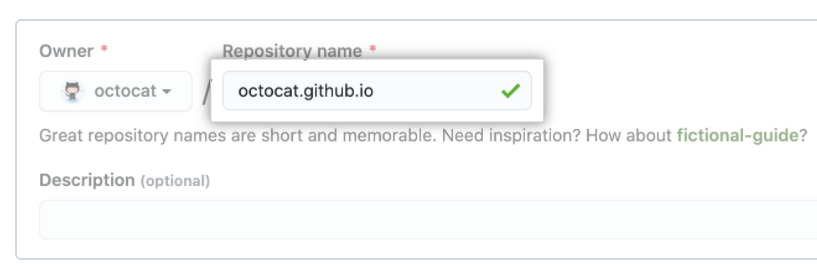 Owner *
Repository name *
octocat
/
octocat.github.io
Great repository names are short and memorable. Need inspiration? How about fictional-guide?
Description (optional)